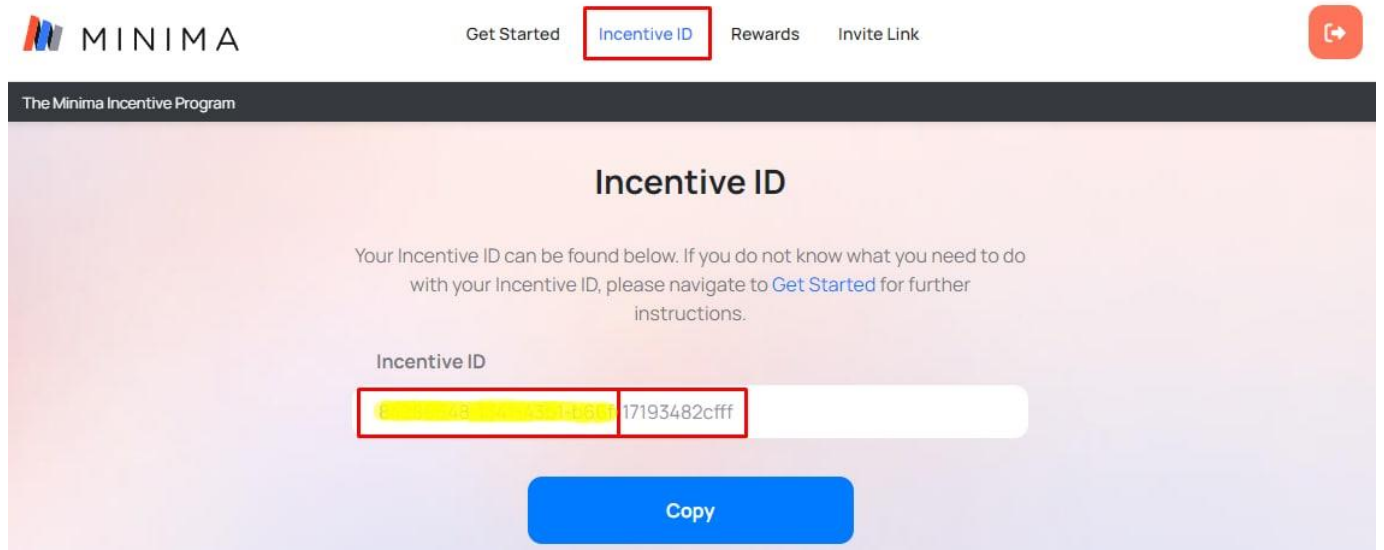 MINIMA
Get Started Incentive ID Rewards Invite Link
The Minima Incentive Program
Incentive ID
Your Incentive ID can be found below. If you do not know what you need to do
with your Incentive ID, please navigate to Get Started for further
instructions.
Incentive ID
17193482cfff
Copy